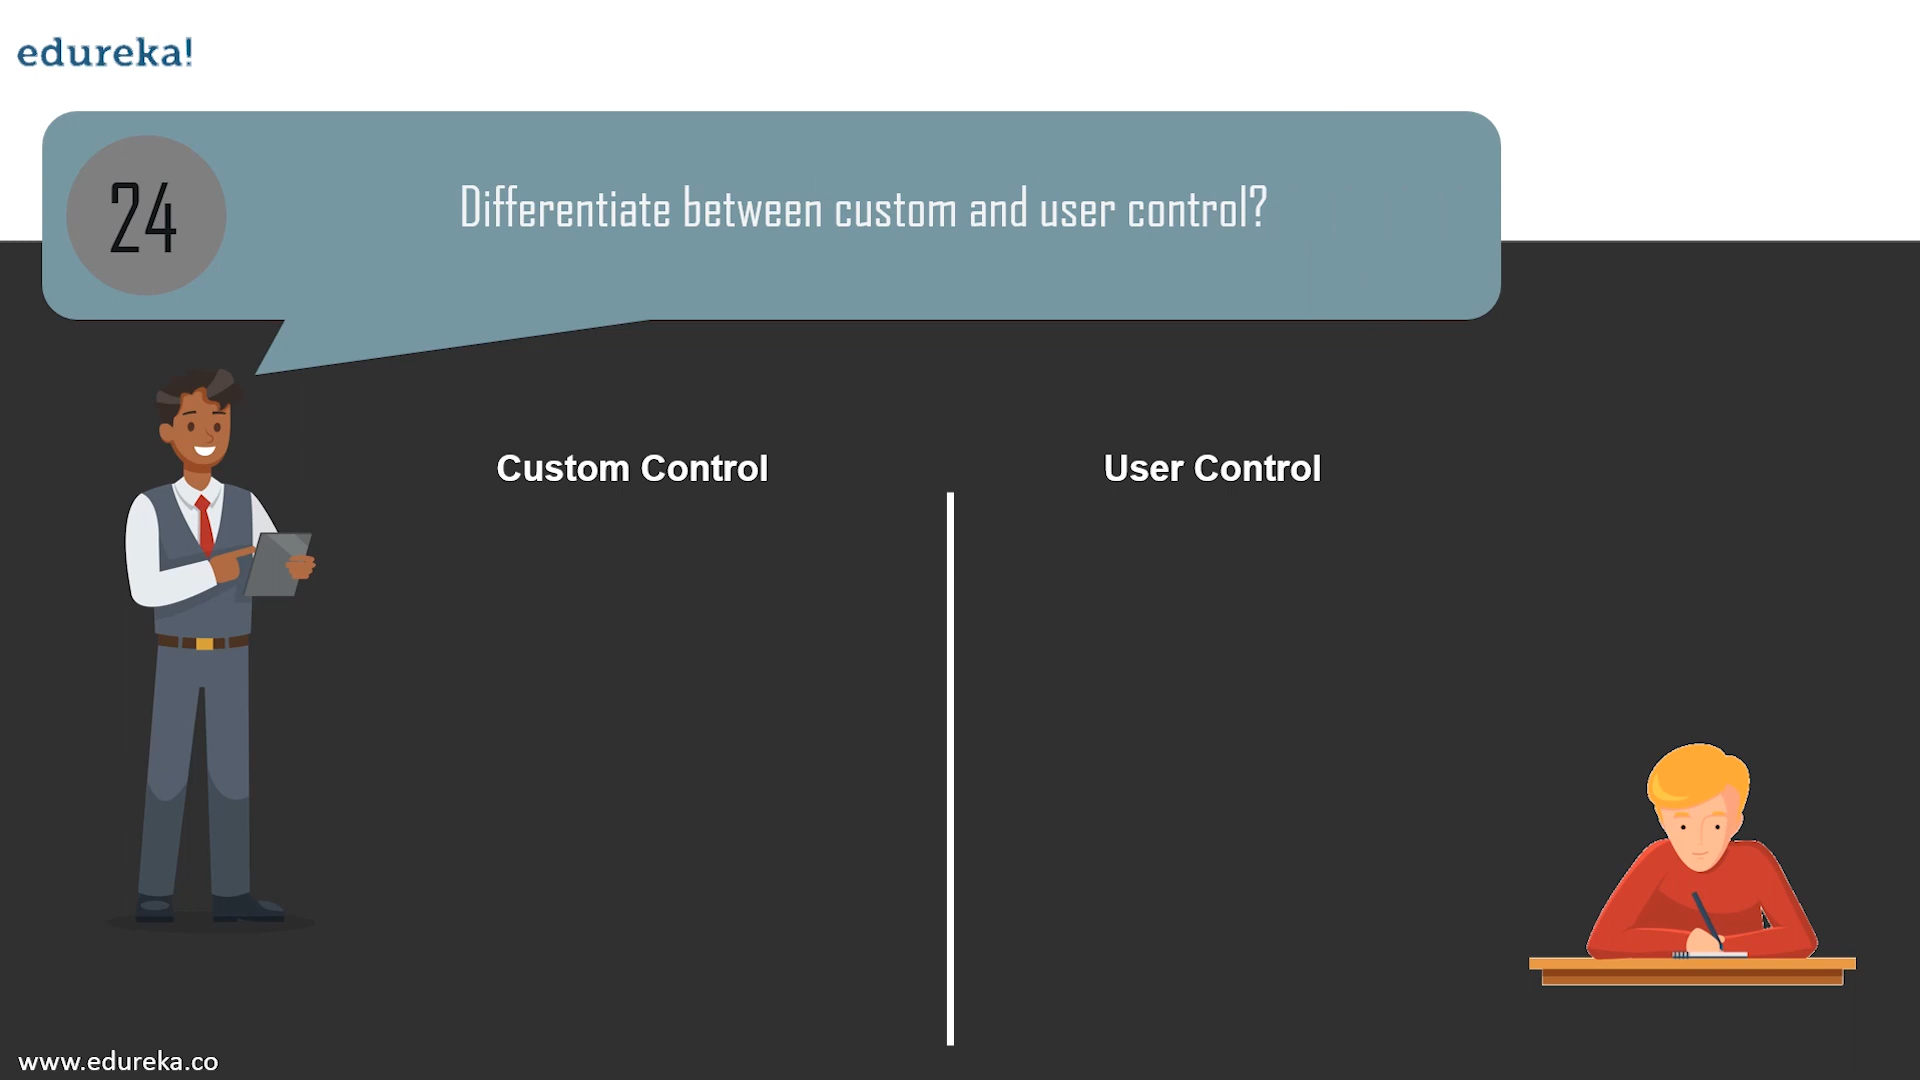 edureka!
24
Differentiate between custom and user control?
Custom Control
User Control
www.edureka.co